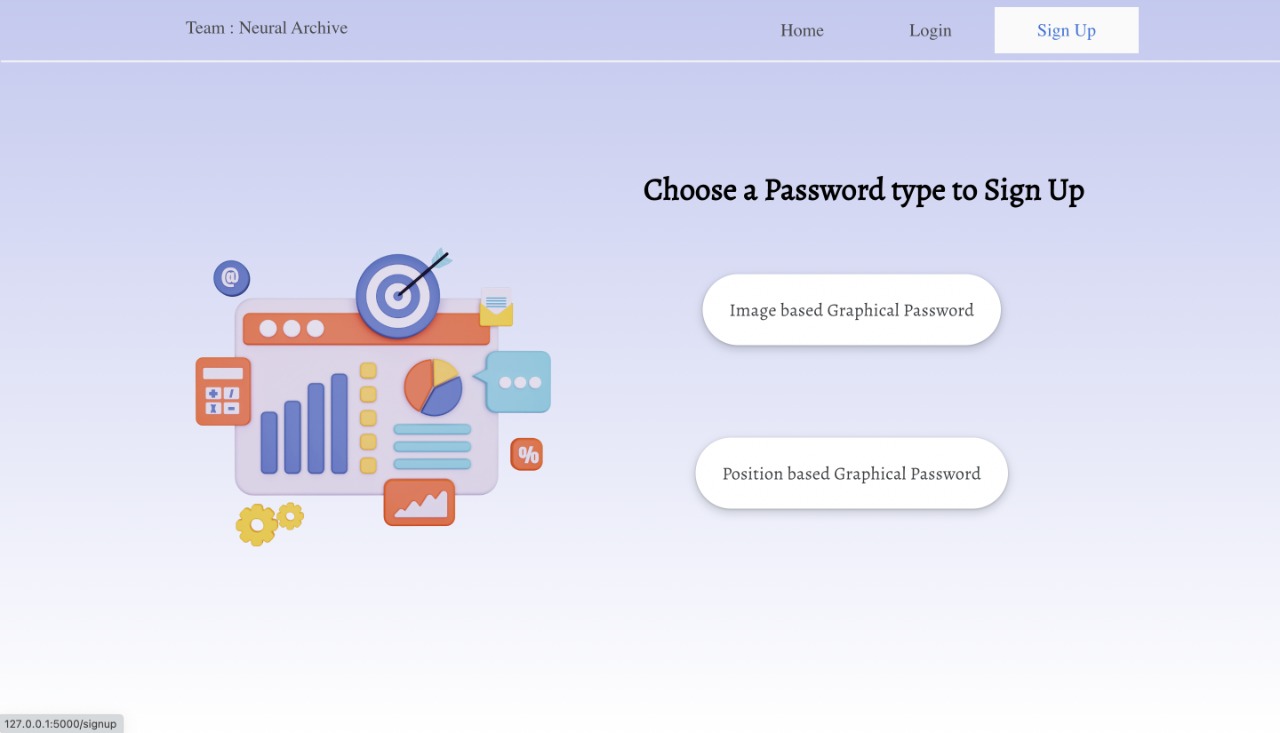 Team : Neural Archive
Home
Login
Sign Up
Choose a Password type to Sign Up
@
+ /
x =
%
Image based Graphical Password
Position based Graphical Password
127.0.0.1:5000/signup